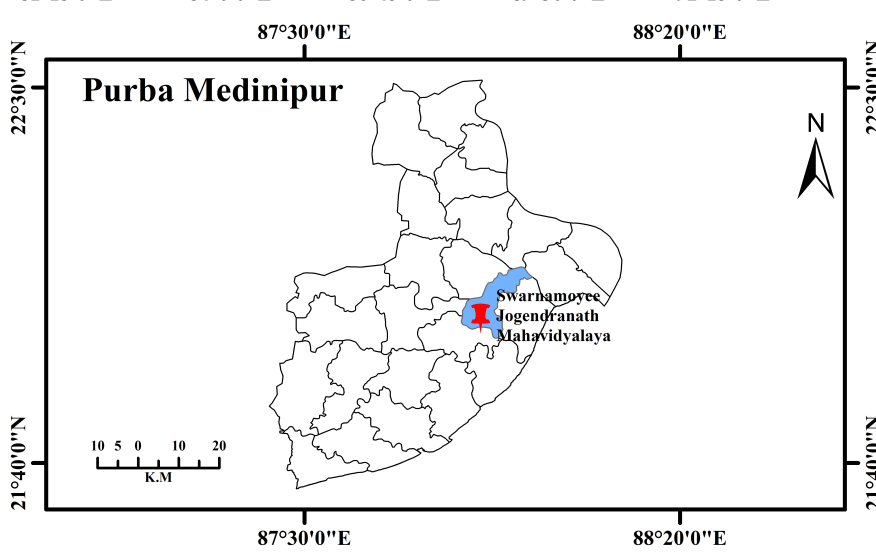 87°30'0"E 88°20'0"E
22°30'0"N 22°30'0"N
Purba Medinipur
N
Swarnamoyee
Jogendranath
Mahavidyalaya
10 5 0 10 20
K.M
21°40'0"N 21°40'0"N
87°30'0"E 88°20'0"E